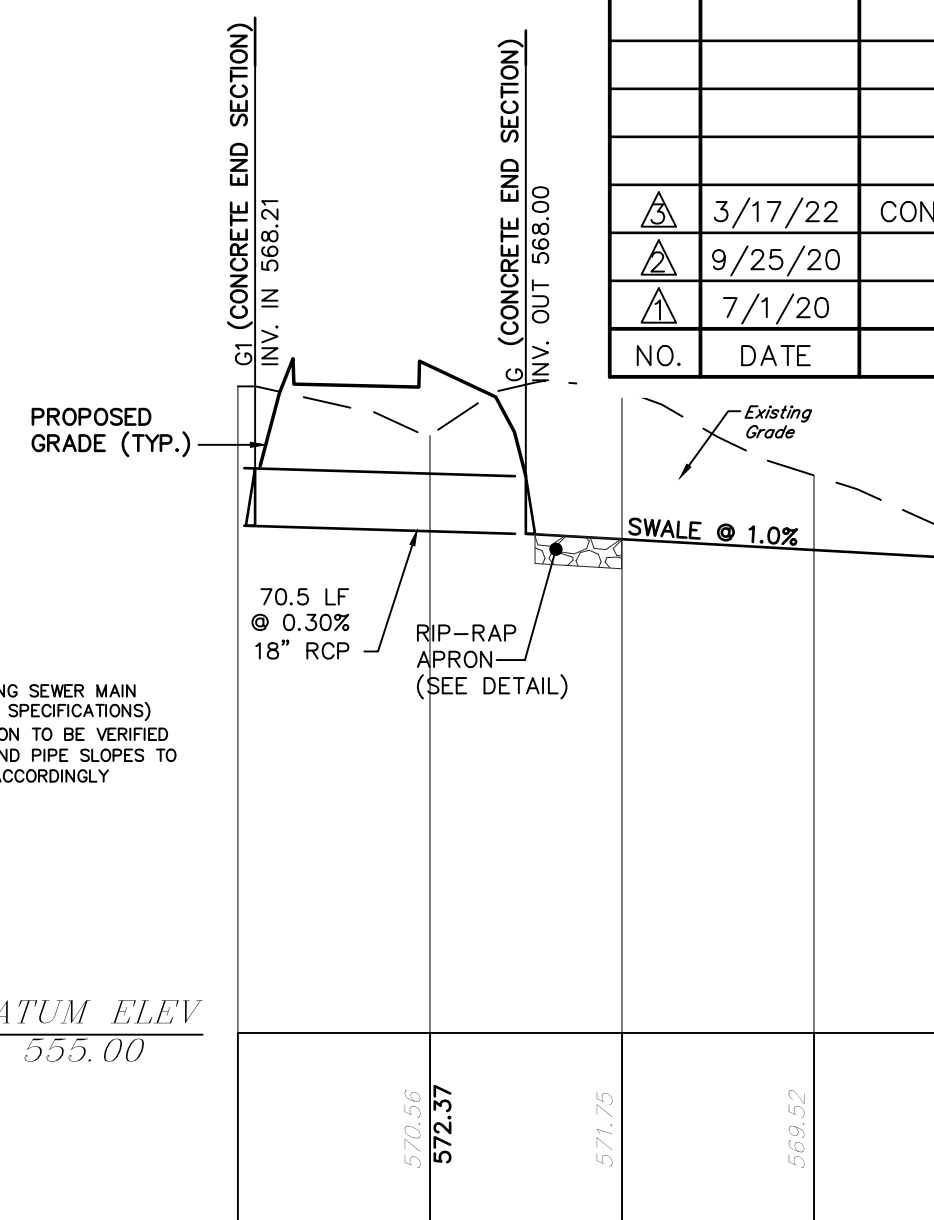 G1 (CONCRETE END SECTION)
INV. IN 568.21
G (CONCRETE END SECTION)
INV. OUT 568.00
3 3/17/22 CON
2 9/25/20
1 7/1/20
NO. DATE
PROPOSED
GRADE (TYP.)
Existing
Grade
SWALE @ 1.0%
70.5 LF
@ 0.30%
18” RCP
RIP-RAP
APRON
(SEE DETAIL)
NG SEWER MAIN
SPECIFICATIONS)
ON TO BE VERIFIED
ND PIPE SLOPES TO
ACCORDINGLY
ATUM ELEV
555.00
570.56
572.37
571.75
569.52